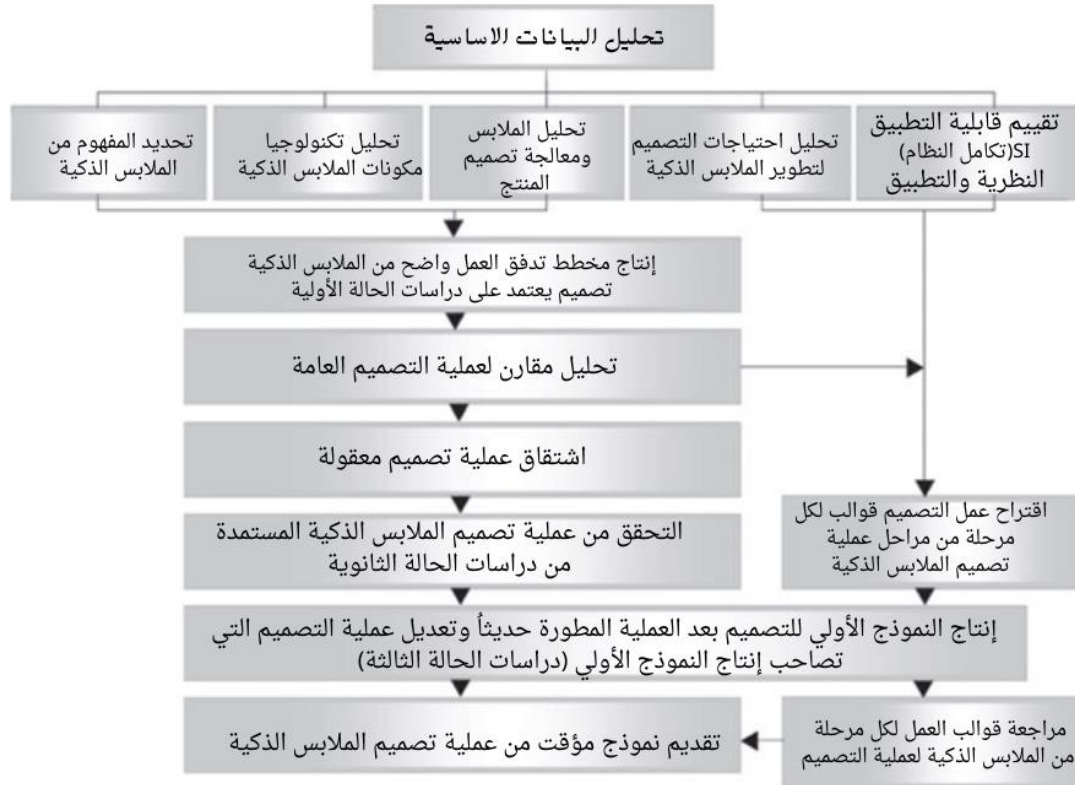 تحليل البيانات الاساسية
تقييم قابلية التطبيق
SI(تكامل النظام)
النظرية والتطبيق
تحليل احتياجات التصميم
لتطوير الملابس الذكية
تحليل الملابس
ومعالجة تصميم
المنتج
تحليل تكنولوجيا
مكونات الملابس الذكية
تحديد المفهوم من
الملابس الذكية
إنتاج مخطط تدفق العمل واضح من الملابس الذكية
تصميم يعتمد على دراسات الحالة الأولية
تحليل مقارن لعملية التصميم العامة
اشتقاق عملية تصميم معقولة
التحقق من عملية تصميم الملابس الذكية المستمدة
من دراسات الحالة الثانوية
اقتراح عمل التصميم قوالب لكل
مرحلة من مراحل عملية
تصميم الملابس الذكية
إنتاج النموذج الأولي للتصميم بعد العملية المطورة حديثاُ وتعديل عملية التصميم التي
تصاحب إنتاج النموذج الأولي (دراسات الحالة الثالثة)
مراجعة قوالب العمل لكل مرحلة
من الملابس الذكية لعملية التصميم
تقديم نموذج مؤقت من عملية تصميم الملابس الذكية